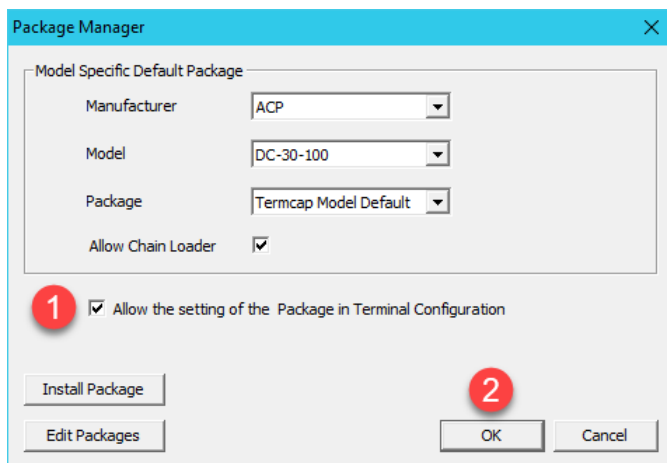 Package Manager
Model Specific Default Package
Manufacturer ACP
Model DC-30-100
Package Termcap Model Default
Allow Chain Loader
1 Allow the setting of the Package in Terminal Configuration
Install Package
2
Edit Packages OK Cancel